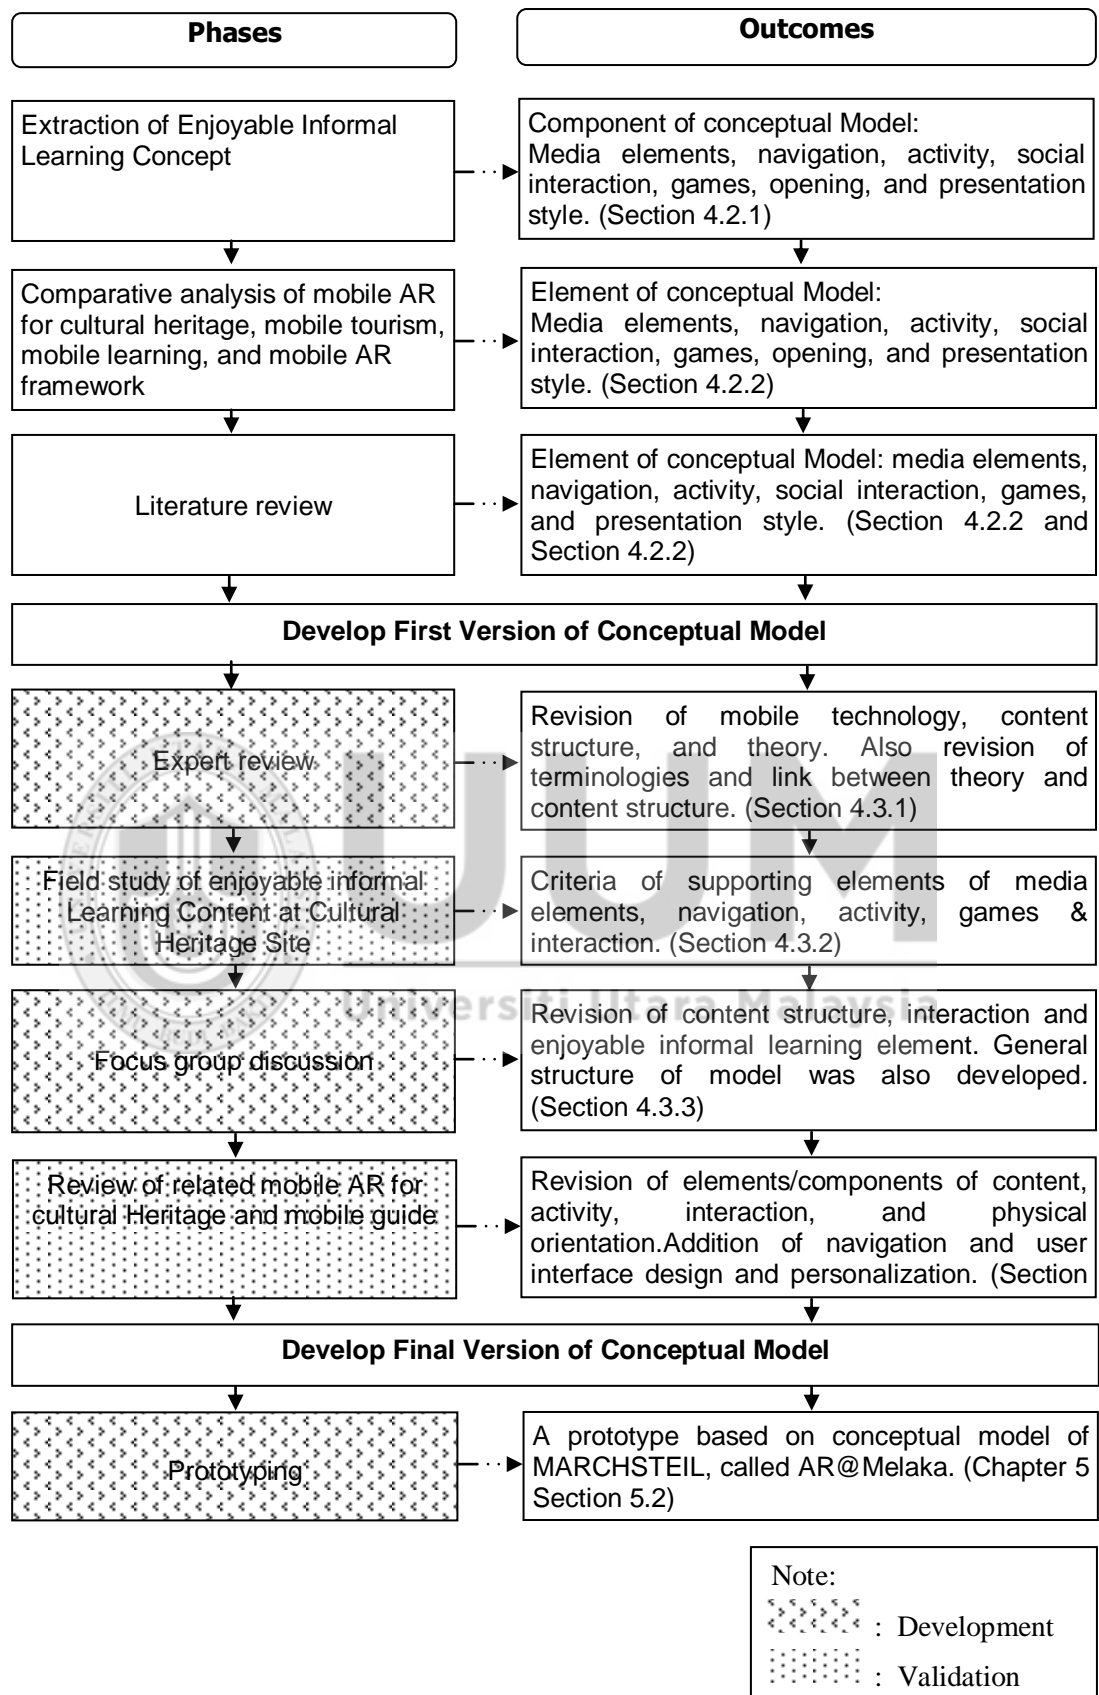 Phases
Outcomes
Extraction of Enjoyable Informal
Learning Concept
Component of conceptual Model:
Media elements, navigation, activity, social
interaction, games, opening, and presentation
style. (Section 4.2.1)
Comparative analysis of mobile AR
for cultural heritage, mobile tourism,
mobile learning, and mobile AR
framework
Element of conceptual Model:
Media elements, navigation, activity, social
interaction, games, opening, and presentation
style. (Section 4.2.2)
Literature review
Element of conceptual Model: media elements,
navigation, activity, social interaction, games,
and presentation style. (Section 4.2.2 and
Section 4.2.2)
Develop First Version of Conceptual Model
Expert review
Revision of mobile technology, content
structure, and theory. Also revision of
terminologies and link between theory and
content structure. (Section 4.3.1)
Field study of enjoyable informal
Learning Content at Cultural
Heritage Site
Criteria of supporting elements of media
elements, navigation, activity, games &
interaction. (Section 4.3.2)
UUM
Universiti Utara Malaysia
Focus group discussion
Revision of content structure, interaction and
enjoyable informal learning element. General
structure of model was also developed.
(Section 4.3.3)
Review of related mobile AR for
cultural Heritage and mobile guide
Revision of elements/components of content,
activity, interaction, and physical
orientation.Addition of navigation and user
interface design and personalization. (Section
Develop Final Version of Conceptual Model
Prototyping
A prototype based on conceptual model of
MARCHSTEIL, called AR@Melaka. (Chapter 5
Section 5.2)
Note:
: Development
: Validation